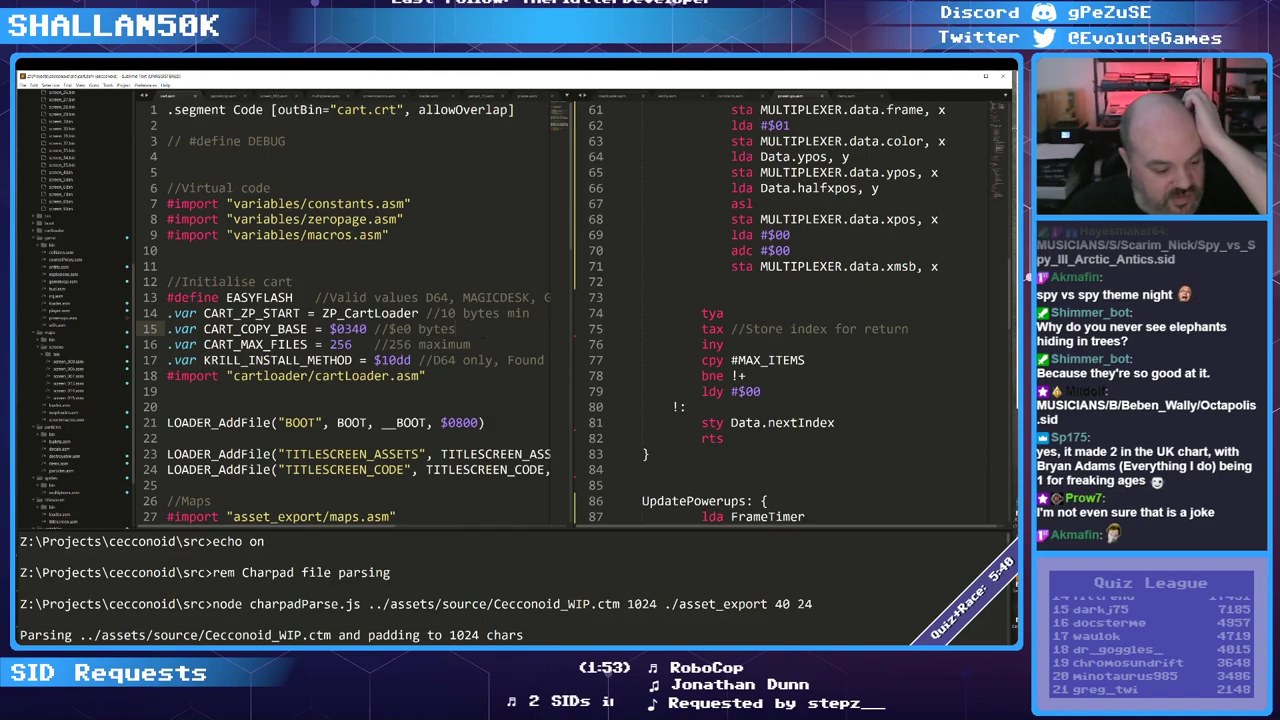 SHALLAN50K
Discord gPeZuSE
Twitter @EvoluteGames
1 .segment Code [outBin="cart.crt", allowOverlap]
2
3 // #define DEBUG
4
5
6 //Virtual code
7 #import "variables/constants.asm"
8 #import "variables/zeropage.asm"
9 #import "variables/macros.asm"
10
11
12 //Initialise cart
13 #define EASYFLASH //Valid values D64, MAGICDESK, G
14 .var CART_ZP_START = ZP_CartLoader //10 bytes min
15 .var CART_COPY_BASE = $0340 //$e0 bytes
16 .var CART_MAX_FILES = 256 //256 maximum
17 .var KRILL_INSTALL_METHOD = $10dd //D64 only, Found
18 #import "cartloader/cartLoader.asm"
19
20
21 LOADER_AddFile("BOOT", BOOT, __BOOT, $0800)
22
23 LOADER_AddFile("TITLESCREEN_ASSETS", TITLESCREEN_ASS
24 LOADER_AddFile("TITLESCREEN_CODE", TITLESCREEN_CODE,
25
26 //Maps
27 #import "asset_export/maps.asm"
61 sta MULTIPLEXER.data.frame, x
62 lda #$01
63 sta MULTIPLEXER.data.color, x
64 lda Data.ypos, y
65 sta MULTIPLEXER.data.ypos, x
66 lda Data.halfxpos, y
67 asl
68 sta MULTIPLEXER.data.xpos, x
69 lda #$00
70 adc #$00
71 sta MULTIPLEXER.data.xmsb, x
72
73
74 tya
75 tax //Store index for return
76 iny
77 cpy #MAX_ITEMS
78 bne !+
79 ldy #$00
80 !:
81 sty Data.nextIndex
82 rts
83 }
84
85
86 UpdatePowerups: {
87 lda FrameTimer
Z:\Projects\cecconoid\src>echo on
Z:\Projects\cecconoid\src>rem Charpad file parsing
Z:\Projects\cecconoid\src>node charpadParse.js ../assets/source/Cecconoid_WIP.ctm 1024 ./asset_export 40 24
Parsing ../assets/source/Cecconoid_WIP.ctm and padding to 1024 chars
Quiz+Race: 5:40
Hayesmaker64:
MUSICIANS/S/Scarim_Nick/Spy_vs_S
py_III_Arctic_Antics.sid
Akmafin:
spy vs spy theme night
Shimmer_bot:
Why do you never see elephants
hiding in trees?
Shimmer_bot:
Because they're so good at it.
Mildolf:
MUSICIANS/B/Beben_Wally/Octapolis
.sid
Sp175:
yes, it made 2 in the UK chart, with
Bryan Adams (Everything I do) being
1 for freaking ages
Prow7:
I'm not even sure that is a joke
Akmafin:
Quiz League
15 darkj75 7185
16 docsterme 4957
17 waulok 4719
18 dr_goggles_ 4015
19 chromosundrift 3648
20 minotaurus985 3486
21 greg_twi 2148
SID Requests
(1:53) ♫ RoboCop
♫ Jonathan Dunn
♫ 2 SIDs i
♪ Requested by stepz__